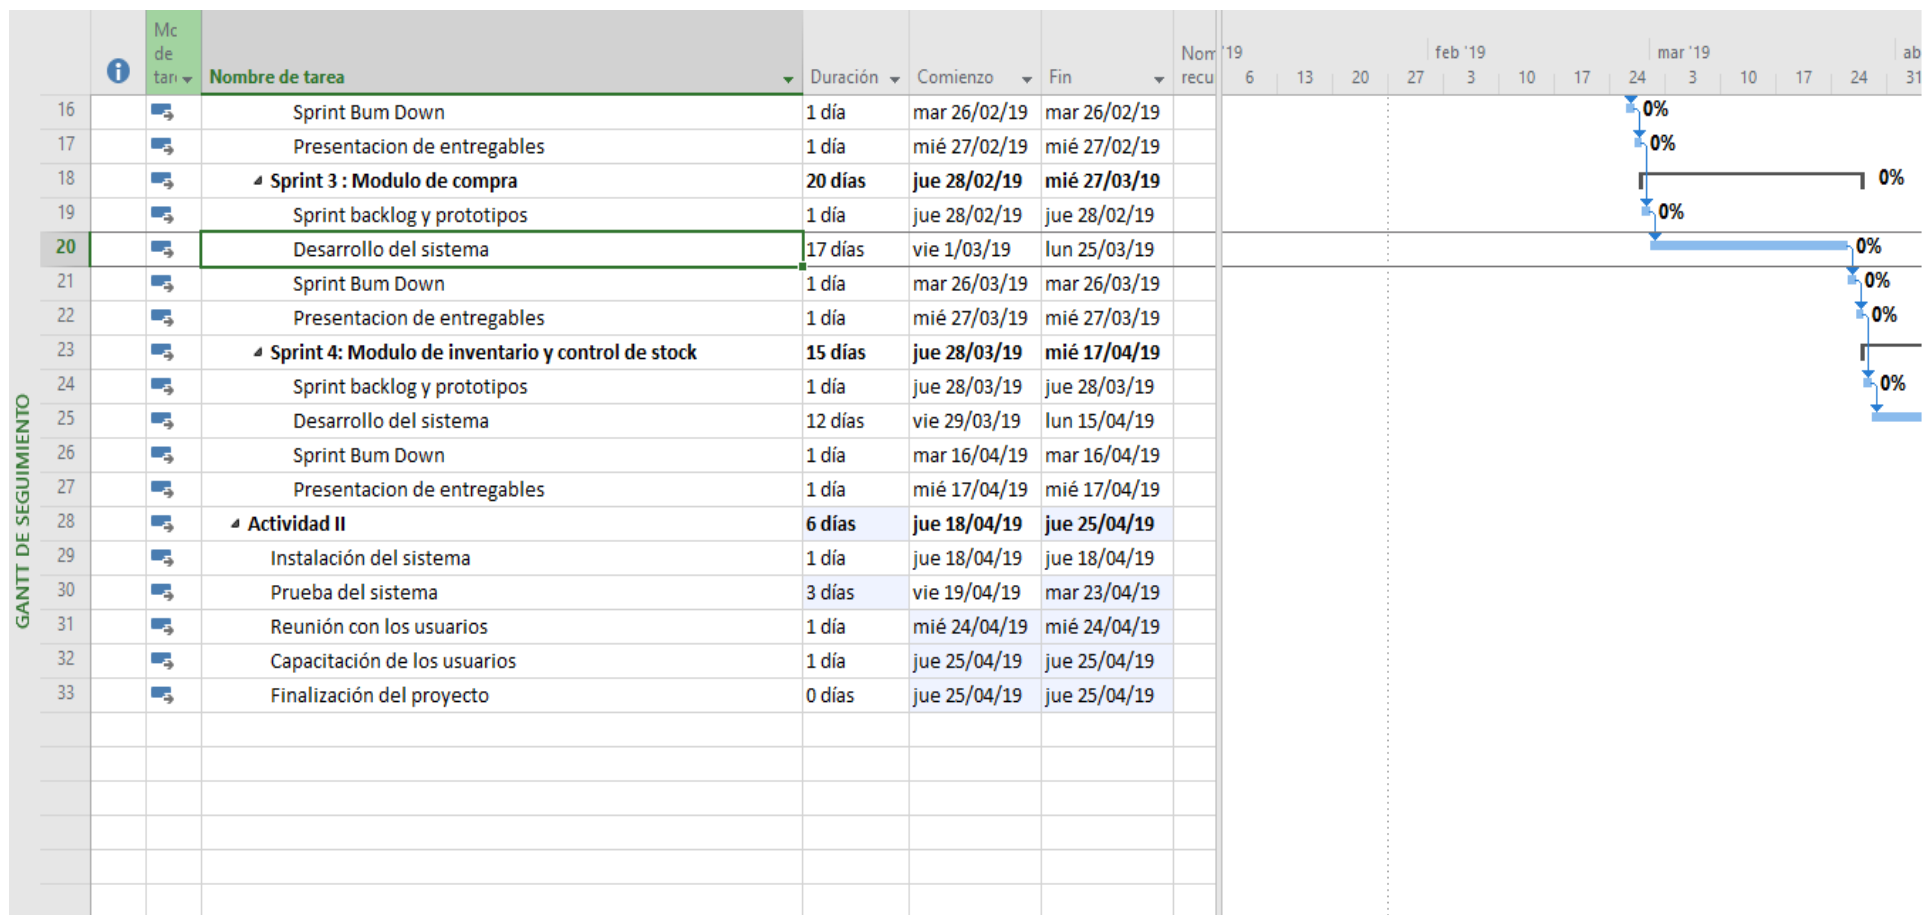 Mc
de
tar
Nombre de tarea Duración Comienzo Fin Nom recu
'19 feb '19 mar '19 ab
6 13 20 27 3 10 17 24 3 10 17 24 31
16 Sprint Bum Down 1 día mar 26/02/19 mar 26/02/19 0%
17 Presentacion de entregables 1 día mié 27/02/19 mié 27/02/19 0%
18 Sprint 3 : Modulo de compra 20 días jue 28/02/19 mié 27/03/19 0%
19 Sprint backlog y prototipos 1 día jue 28/02/19 jue 28/02/19 0%
20 Desarrollo del sistema 17 días vie 1/03/19 lun 25/03/19 0%
21 Sprint Bum Down 1 día mar 26/03/19 mar 26/03/19 0%
22 Presentacion de entregables 1 día mié 27/03/19 mié 27/03/19 0%
23 Sprint 4: Modulo de inventario y control de stock 15 días jue 28/03/19 mié 17/04/19
24 Sprint backlog y prototipos 1 día jue 28/03/19 jue 28/03/19 0%
25 Desarrollo del sistema 12 días vie 29/03/19 lun 15/04/19
26 Sprint Bum Down 1 día mar 16/04/19 mar 16/04/19
27 Presentacion de entregables 1 día mié 17/04/19 mié 17/04/19
28 Actividad II 6 días jue 18/04/19 jue 25/04/19
29 Instalación del sistema 1 día jue 18/04/19 jue 18/04/19
30 Prueba del sistema 3 días vie 19/04/19 mar 23/04/19
31 Reunión con los usuarios 1 día mié 24/04/19 mié 24/04/19
32 Capacitación de los usuarios 1 día jue 25/04/19 jue 25/04/19
33 Finalización del proyecto 0 días jue 25/04/19 jue 25/04/19
GANTT DE SEGUIMIENTO